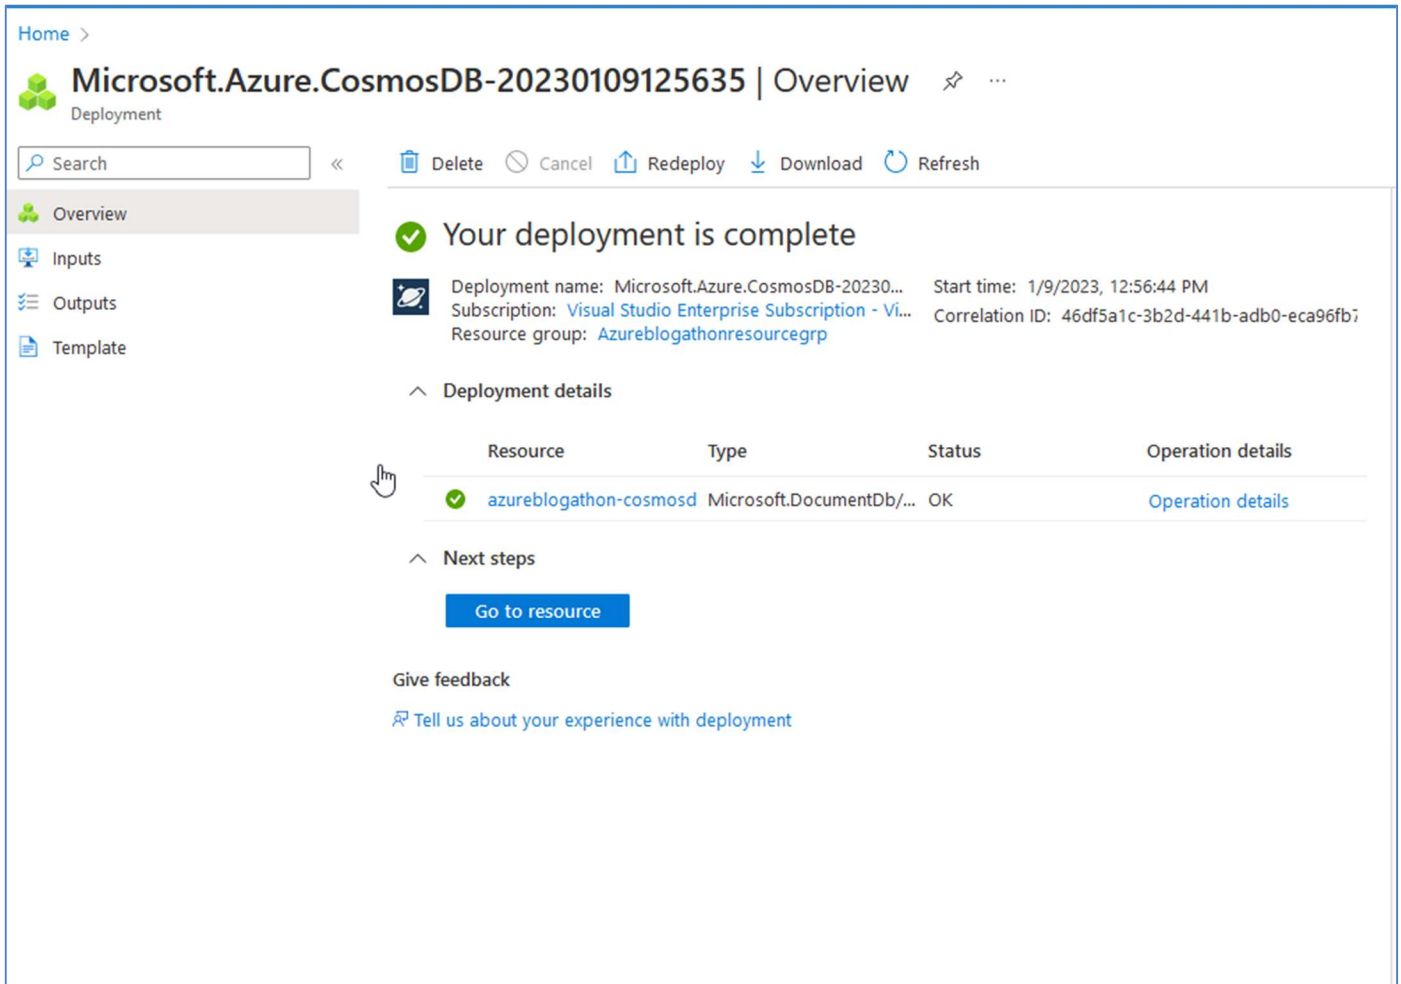 Home >
Microsoft.Azure.CosmosDB-20230109125635 | Overview
Deployment
Search
«
Delete
Cancel
Redeploy
Download
Refresh
Overview
Inputs
Outputs
Template
Your deployment is complete
Deployment name: Microsoft.Azure.CosmosDB-20230...
Subscription: Visual Studio Enterprise Subscription - Vi...
Resource group: Azureblogathonresourcegrp
Start time: 1/9/2023, 12:56:44 PM
Correlation ID: 46df5a1c-3b2d-441b-adb0-eca96fb7
Deployment details
Resource Type Status Operation details
azureblogathon-cosmosd Microsoft.DocumentDb/... OK Operation details
Next steps
Go to resource
Give feedback
Tell us about your experience with deployment